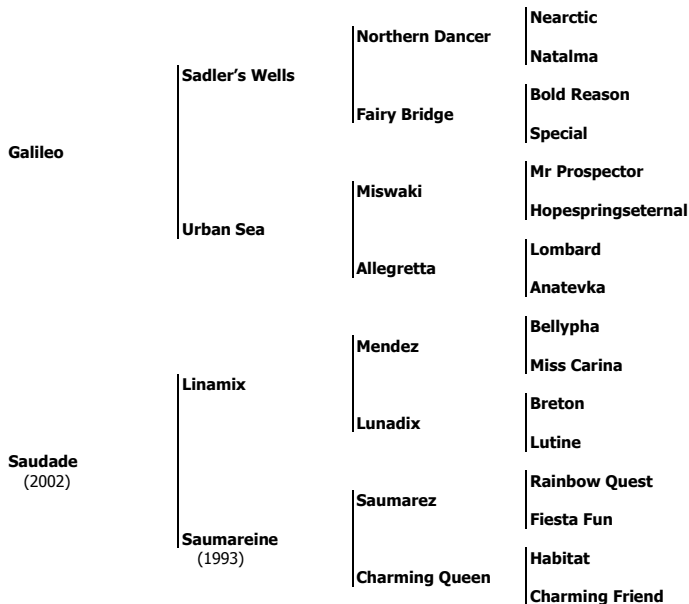 Nearctic
Northern Dancer
Natalma
Sadler's Wells
Bold Reason
Fairy Bridge
Special
Galileo
Mr Prospector
Miswaki
Hopespringseternal
Urban Sea
Lombard
Allegretta
Anatevka
Bellypha
Mendez
Miss Carina
Linamix
Breton
Lunadix
Lutine
Saudade
(2002)
Rainbow Quest
Saumarez
Fiesta Fun
Saumareine
(1993)
Habitat
Charming Queen
Charming Friend